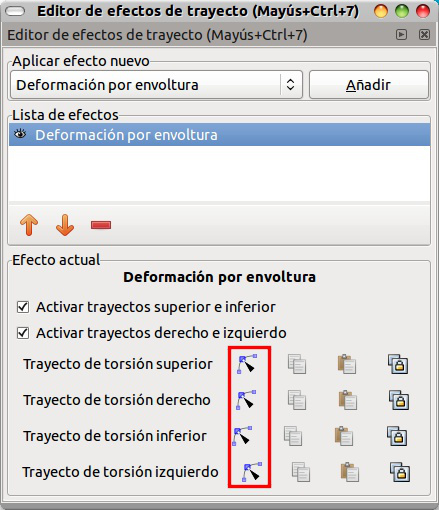 Editor de efectos de trayecto (Mayús+Ctrl+7)
Editor de efectos de trayecto (Mayús+Ctrl+7)
Aplicar efecto nuevo
Deformación por envoltura
Añadir
Lista de efectos
Deformación por envoltura
Efecto actual
Deformación por envoltura
Activar trayectos superior e inferior
Activar trayectos derecho e izquierdo
Trayecto de torsión superior
Trayecto de torsión derecho
Trayecto de torsión inferior
Trayecto de torsión izquierdo